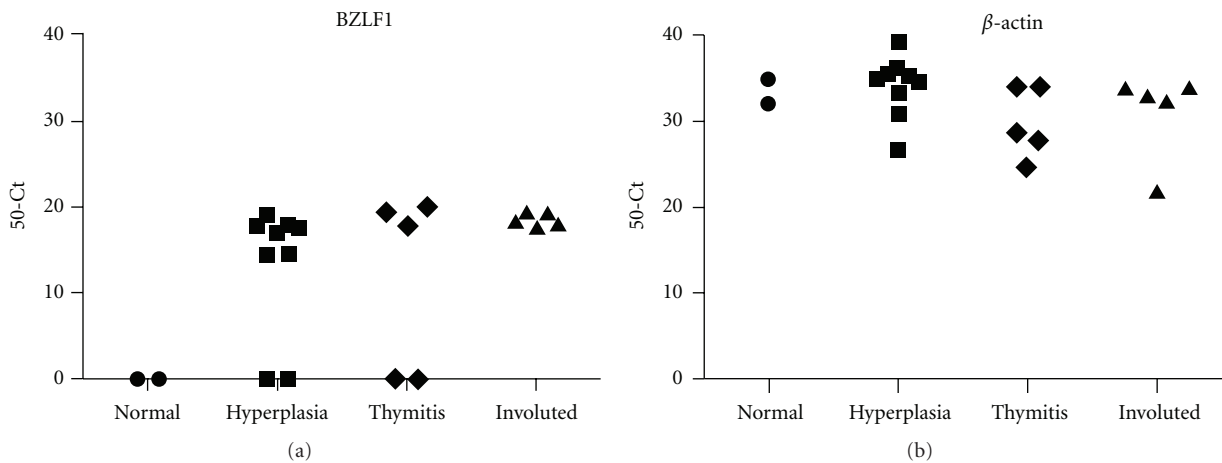 BZLF1
40
30
20
10
0
50-Ct
Normal Hyperplasia Thymitis Involuted
(a)
β-actin
40
30
20
10
0
50-Ct
Normal Hyperplasia Thymitis Involuted
(b)